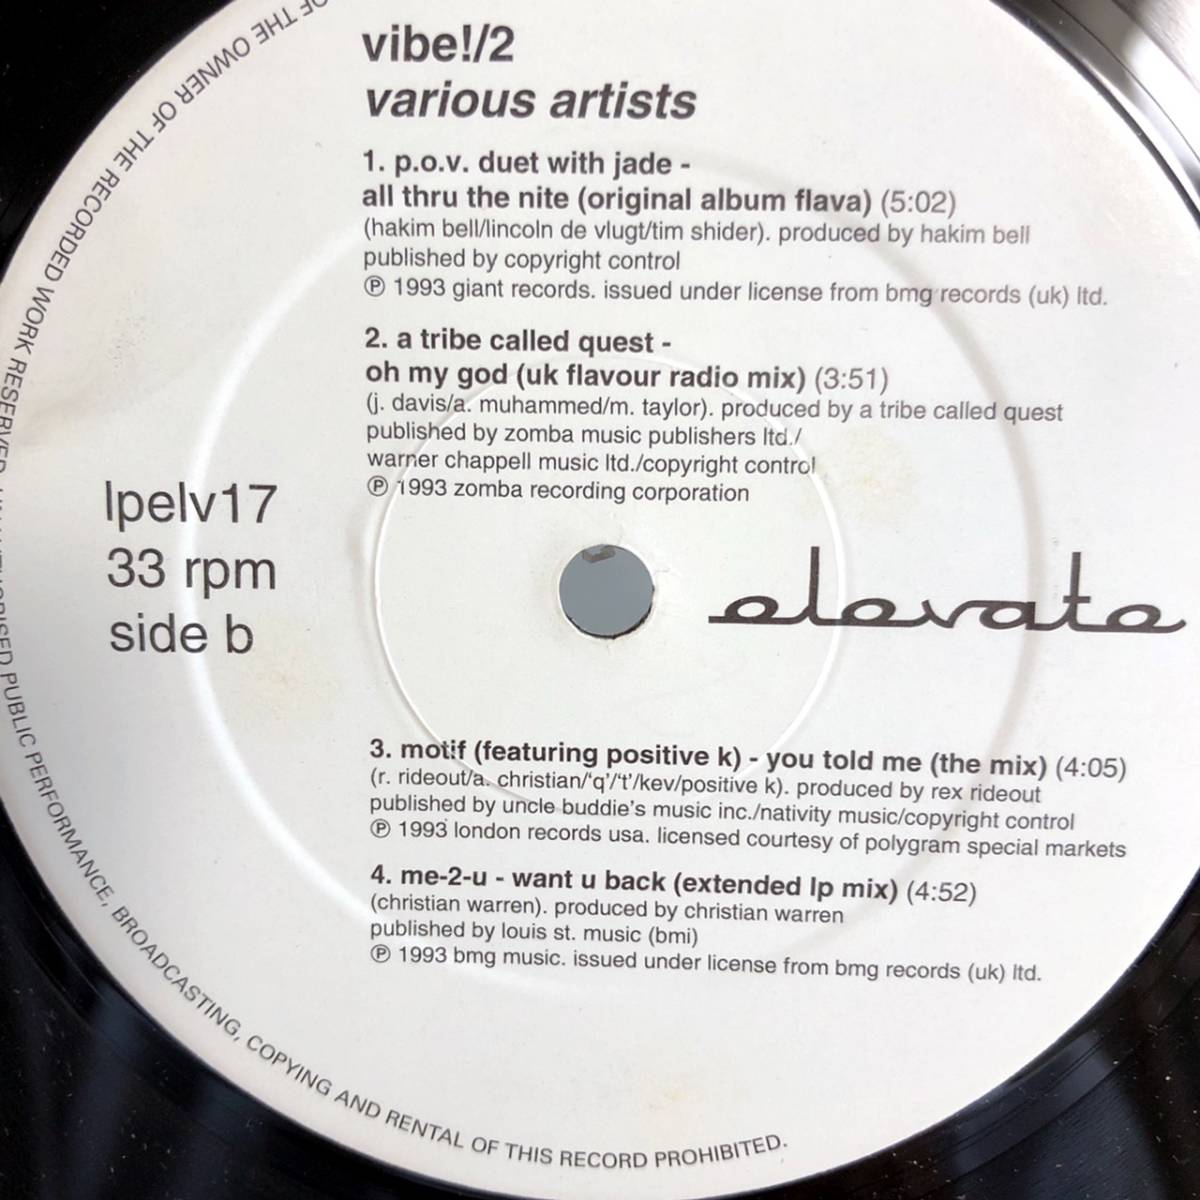 vibe!/2
various artists
1. p.o.v. duet with jade -
all thru the nite (original album flava) (5:02)
(hakim bell/lincoln de vlugt/tim shider). produced by hakim bell
published by copyright control
℗ 1993 giant records. issued under license from bmg records (uk) ltd.
2. a tribe called quest -
oh my god (uk flavour radio mix) (3:51)
(j. davis/a. muhammed/m. taylor). produced by a tribe called quest
published by zomba music publishers ltd./
warner chappell music ltd./copyright control
℗ 1993 zomba recording corporation
lpelv17
33 rpm
side b
elevate
3. motif (featuring positive k) - you told me (the mix) (4:05)
(r. rideout/a. christian/'q'/'t'/kev/positive k). produced by rex rideout
published by uncle buddie's music inc./nativity music/copyright control
℗ 1993 london records usa. licensed courtesy of polygram special markets
4. me-2-u - want u back (extended lp mix) (4:52)
(christian warren). produced by christian warren
published by louis st. music (bmi)
℗ 1993 bmg music. issued under license from bmg records (uk) ltd.
OF THE OWNER OF THE RECORDED WORK RESERVED. PUBLIC PERFORMANCE, BROADCASTING, COPYING AND RENTAL OF THIS RECORD PROHIBITED.